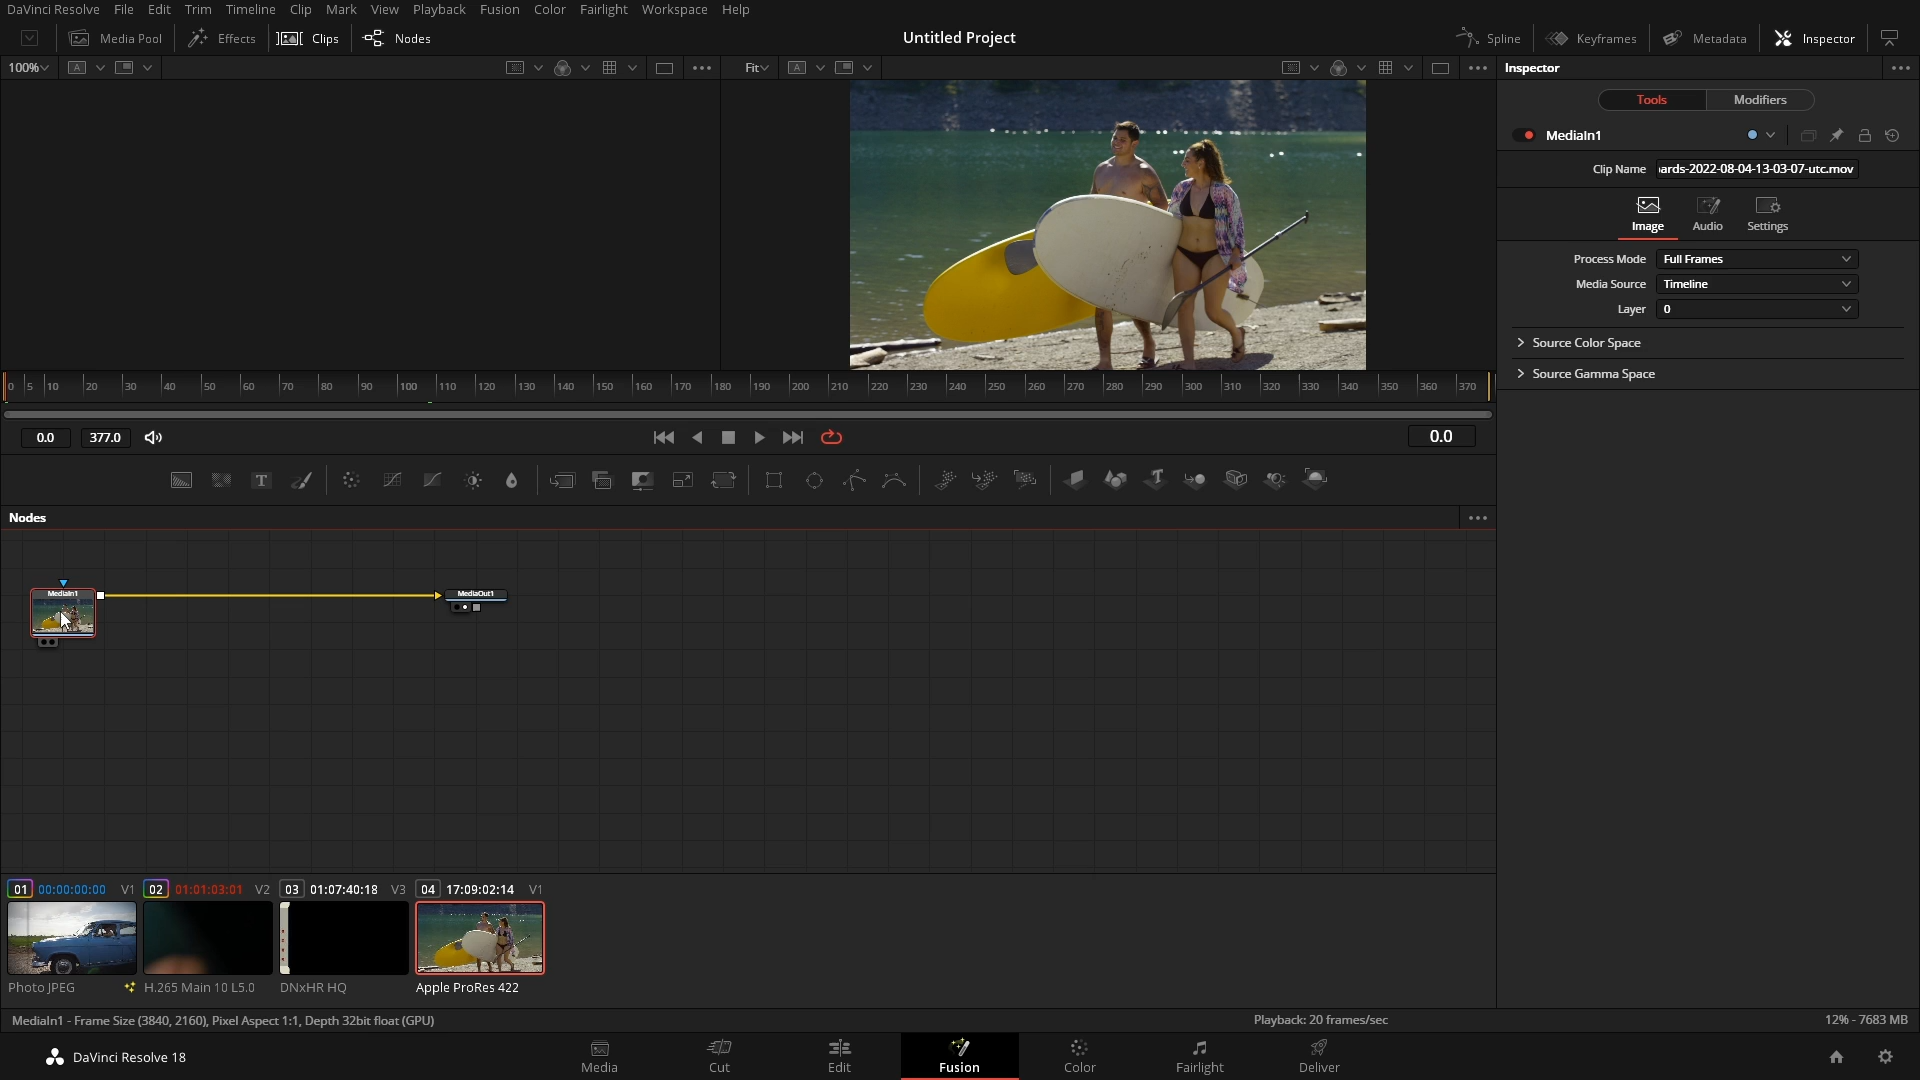 DaVinci Resolve File Edit Trim Timeline Clip Mark View Playback Fusion Color Fairlight Workspace Help
Media Pool Effects Clips Nodes Untitled Project Spline Keyframes Metadata Inspector
100% A Fit A Inspector
Tools Modifiers
MediaIn1
Clip Name ards-2022-08-04-13-03-07-utc.mov
Image Audio Settings
Process Mode Full Frames
Media Source Timeline
Layer 0
Source Color Space
Source Gamma Space
0 5 10 20 30 40 50 60 70 80 90 100 110 120 130 140 150 160 170 180 190 200 210 220 230 240 250 260 270 280 290 300 310 320 330 340 350 360 370
0.0 377.0 0.0
T T
Nodes
MediaIn1 MediaOut1
01 00:00:00:00 V1 02 01:01:03:01 V2 03 01:07:40:18 V3 04 17:09:02:14 V1
Photo JPEG H.265 Main 10 L5.0 DNxHR HQ Apple ProRes 422
MediaIn1 - Frame Size (3840, 2160), Pixel Aspect 1:1, Depth 32bit float (GPU) Playback: 20 frames/sec 12% - 7683 MB
DaVinci Resolve 18 Media Cut Edit Fusion Color Fairlight Deliver